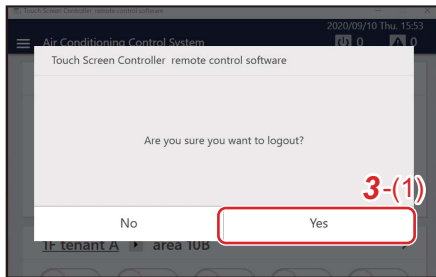 Touch Screen Controller remote control software
2020/09/10 Thu. 15:53
Air Conditioning Control System
0
0
Touch Screen Controller remote control software
Are you sure you want to logout?
3-(1)
No
Yes
1F tenant A
area 10B